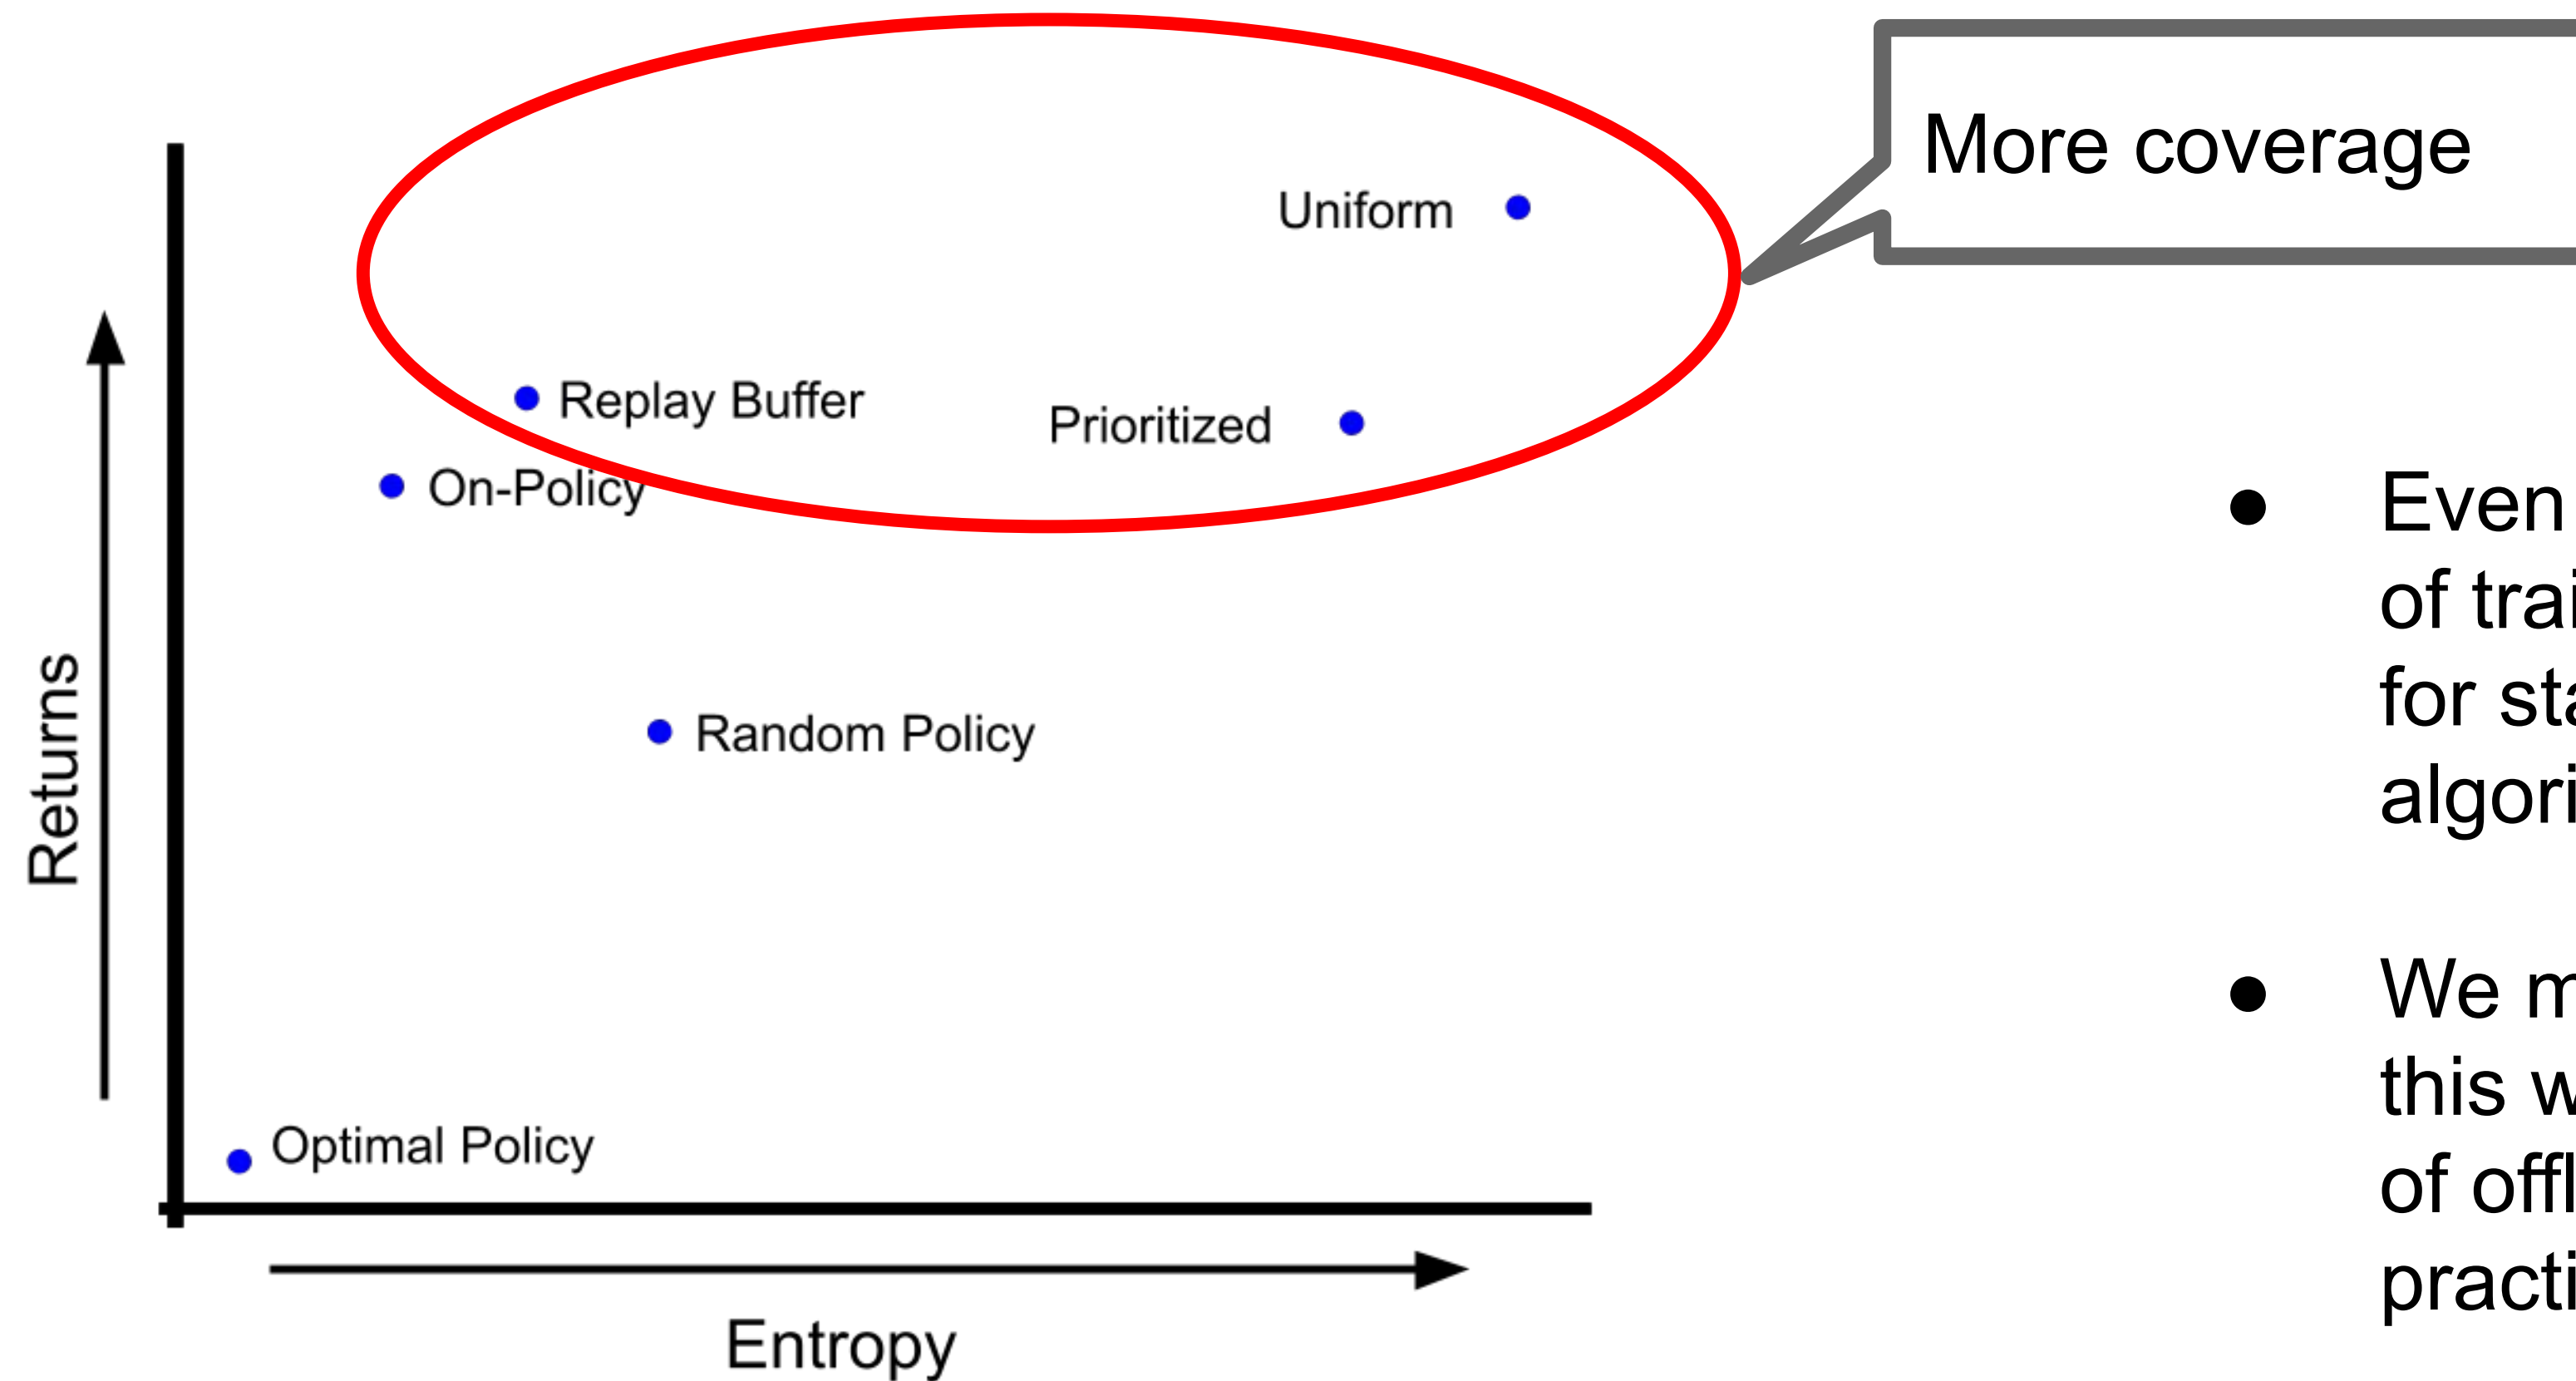 More coverage
Uniform
Replay Buffer
Prioritized
On-Policy
Random Policy
Optimal Policy
Returns
Entropy
● Even
of trai
for sta
algori
● We m
this w
of offl
practi